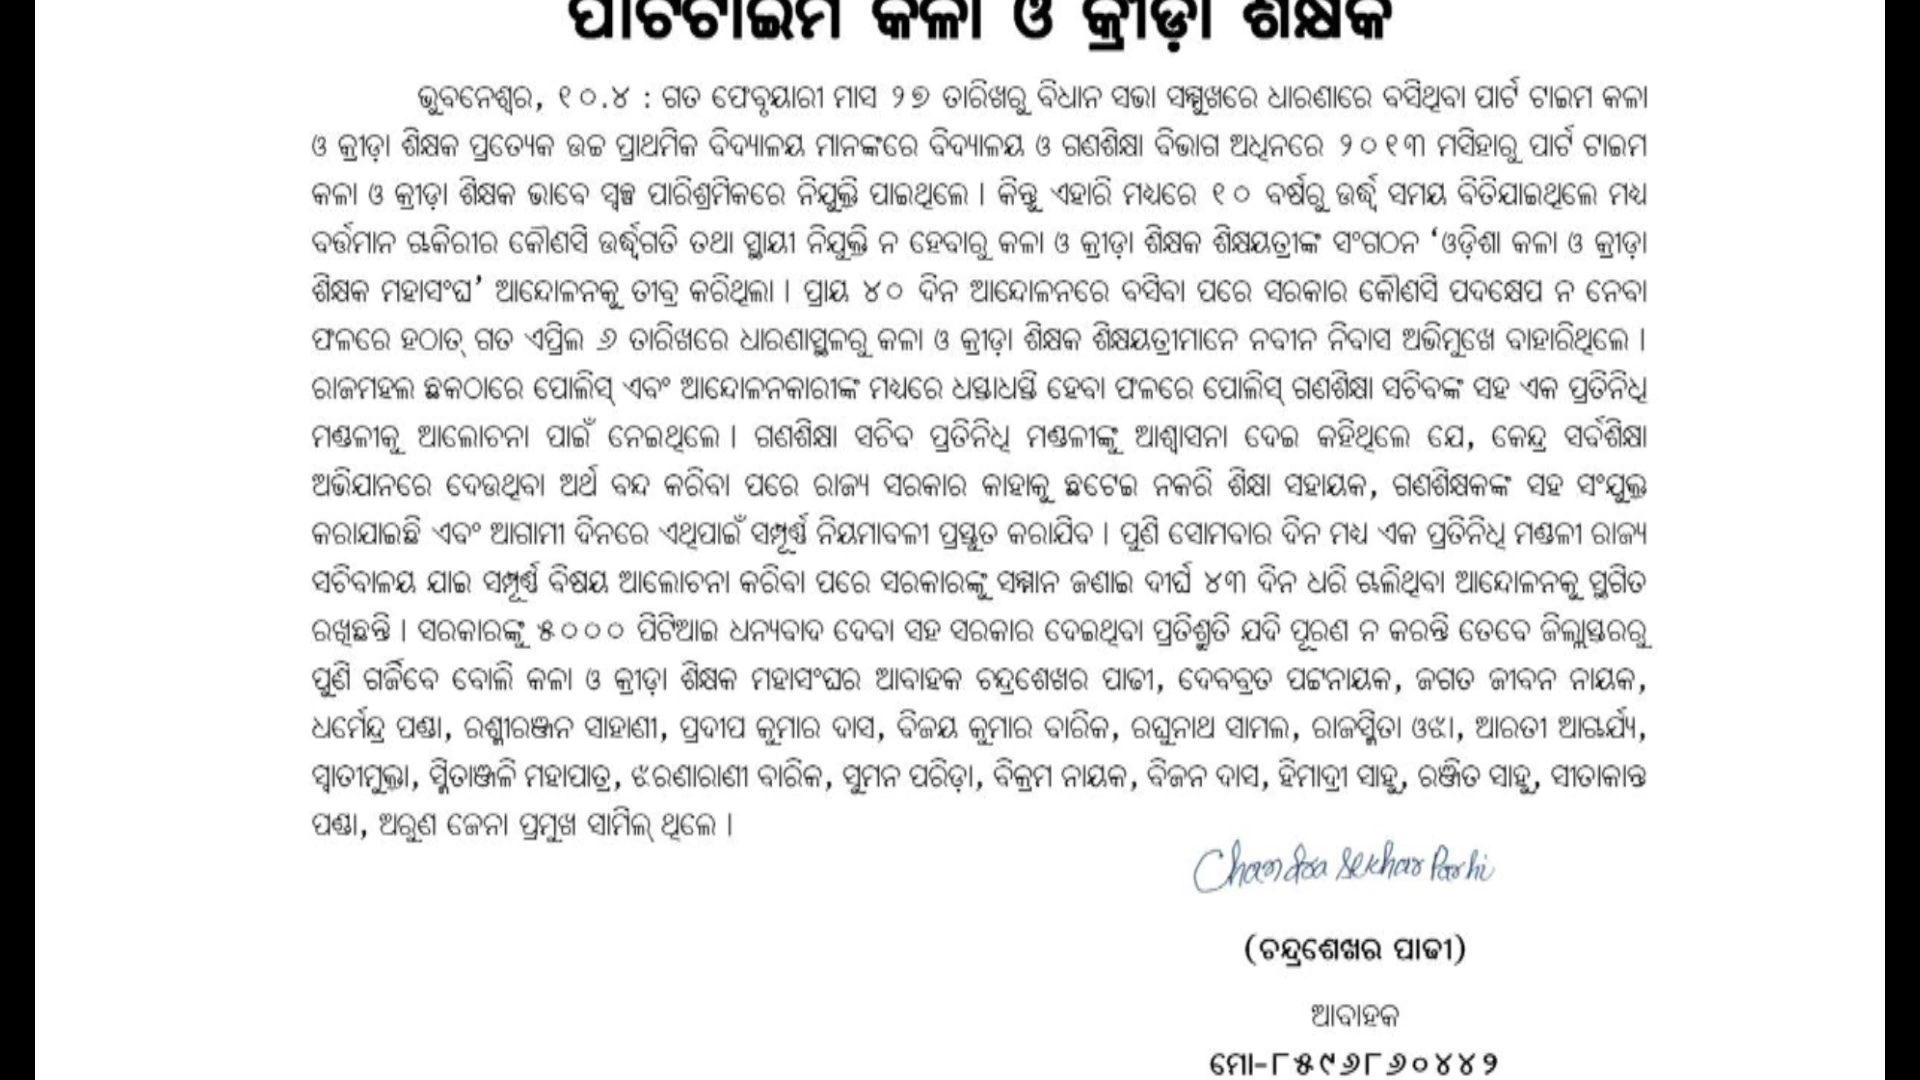 ପାର୍ଟଟାଇମ କଳା ଓ କ୍ରୀଡ଼ା ଶିକ୍ଷକ
ଭୁବନେଶ୍ୱର, ୧୦.୪ : ଗତ ଫେବୃୟାରୀ ମାସ ୨୭ ତାରିଖରୁ ବିଧାନ ସଭା ସମ୍ମୁଖରେ ଧାରଣାରେ ବସିଥିବା ପାର୍ଟ ଟାଇମ କଳା
ଓ କ୍ରୀଡ଼ା ଶିକ୍ଷକ ପ୍ରତ୍ୟେକ ଉଚ୍ଚ ପ୍ରାଥମିକ ବିଦ୍ୟାଳୟ ମାନଙ୍କରେ ବିଦ୍ୟାଳୟ ଓ ଗଣଶିକ୍ଷା ବିଭାଗ ଅଧିନରେ ୨୦୧୩ ମସିହାରୁ ପାର୍ଟ ଟାଇମ
କଳା ଓ କ୍ରୀଡ଼ା ଶିକ୍ଷକ ଭାବେ ସ୍ୱଳ୍ପ ପାରିଶ୍ରମିକରେ ନିଯୁକ୍ତି ପାଇଥିଲେ । କିନ୍ତୁ ଏହାରି ମଧ୍ୟରେ ୧୦ ବର୍ଷରୁ ଉର୍ଦ୍ଧ୍ୱ ସମୟ ବିତିଯାଇଥିଲେ ମଧ୍ୟ
ବର୍ତ୍ତମାନ ଚାକିରୀର କୌଣସି ଉର୍ଦ୍ଧ୍ୱଗତି ତଥା ସ୍ଥାୟୀ ନିଯୁକ୍ତି ନ ହେବାରୁ କଳା ଓ କ୍ରୀଡ଼ା ଶିକ୍ଷକ ଶିକ୍ଷୟତ୍ରୀଙ୍କ ସଂଗଠନ ‘ଓଡ଼ିଶା କଳା ଓ କ୍ରୀଡ଼ା
ଶିକ୍ଷକ ମହାସଂଘ’ ଆନ୍ଦୋଳନକୁ ତୀବ୍ର କରିଥିଲା । ପ୍ରାୟ ୪୦ ଦିନ ଆନ୍ଦୋଳନରେ ବସିବା ପରେ ସରକାର କୌଣସି ପଦକ୍ଷେପ ନ ନେବା
ଫଳରେ ହଠାତ୍ ଗତ ଏପ୍ରିଲ ୬ ତାରିଖରେ ଧାରଣାସ୍ଥଳରୁ କଳା ଓ କ୍ରୀଡ଼ା ଶିକ୍ଷକ ଶିକ୍ଷୟତ୍ରୀମାନେ ନବୀନ ନିବାସ ଅଭିମୁଖେ ବାହାରିଥିଲେ ।
ରାଜମହଲ ଛକଠାରେ ପୋଲିସ୍ ଏବଂ ଆନ୍ଦୋଳନକାରୀଙ୍କ ମଧ୍ୟରେ ଧସ୍ତାଧସ୍ତି ହେବା ଫଳରେ ପୋଲିସ୍ ଗଣଶିକ୍ଷା ସଚିବଙ୍କ ସହ ଏକ ପ୍ରତିନିଧି
ମଣ୍ଡଳୀକୁ ଆଲୋଚନା ପାଇଁ ନେଇଥିଲେ । ଗଣଶିକ୍ଷା ସଚିବ ପ୍ରତିନିଧି ମଣ୍ଡଳୀଙ୍କୁ ଆଶ୍ୱାସନା ଦେଇ କହିଥିଲେ ଯେ, କେନ୍ଦ୍ର ସର୍ବଶିକ୍ଷା
ଅଭିଯାନରେ ଦେଉଥିବା ଅର୍ଥ ବନ୍ଦ କରିବା ପରେ ରାଜ୍ୟ ସରକାର କାହାକୁ ଛଟେଇ ନକରି ଶିକ୍ଷା ସହାୟକ, ଗଣଶିକ୍ଷକଙ୍କ ସହ ସଂଯୁକ୍ତ
କରାଯାଇଛି ଏବଂ ଆଗାମୀ ଦିନରେ ଏଥିପାଇଁ ସମ୍ପୂର୍ଣ୍ଣ ନିୟମାବଳୀ ପ୍ରସ୍ତୁତ କରାଯିବ । ପୁଣି ସୋମବାର ଦିନ ମଧ୍ୟ ଏକ ପ୍ରତିନିଧି ମଣ୍ଡଳୀ ରାଜ୍ୟ
ସଚିବାଳୟ ଯାଇ ସମ୍ପୂର୍ଣ୍ଣ ବିଷୟ ଆଲୋଚନା କରିବା ପରେ ସରକାରଙ୍କୁ ସମ୍ମାନ ଜଣାଇ ଦୀର୍ଘ ୪୩ ଦିନ ଧରି ଚାଲିଥିବା ଆନ୍ଦୋଳନକୁ ସ୍ଥଗିତ
ରଖିଛନ୍ତି । ସରକାରଙ୍କୁ ୫୦୦୦ ପିଟିଆଇ ଧନ୍ୟବାଦ ଦେବା ସହ ସରକାର ଦେଇଥିବା ପ୍ରତିଶ୍ରୁତି ଯଦି ପୂରଣ ନ କରନ୍ତି ତେବେ ଜିଲ୍ଲାସ୍ତରରୁ
ପୁଣି ଗର୍ଜିବେ ବୋଲି କଳା ଓ କ୍ରୀଡ଼ା ଶିକ୍ଷକ ମହାସଂଘର ଆବାହକ ଚନ୍ଦ୍ରଶେଖର ପାଢୀ, ଦେବବ୍ରତ ପଟ୍ଟନାୟକ, ଜଗତ ଜୀବନ ନାୟକ,
ଧର୍ମେନ୍ଦ୍ର ପଣ୍ଡା, ରଶ୍ମୀରଞ୍ଜନ ସାହାଣୀ, ପ୍ରଦୀପ କୁମାର ଦାସ, ବିଜୟ କୁମାର ବାରିକ, ରଘୁନାଥ ସାମଲ, ରାଜସ୍ମିତା ଓଝା, ଆରତୀ ଆଚାର୍ଯ୍ୟ,
ସ୍ୱାତୀମୁକ୍ତା, ସ୍ମିତାଞ୍ଜଳି ମହାପାତ୍ର, ଝରଣାରାଣୀ ବାରିକ, ସୁମନ ପରିଡ଼ା, ବିକ୍ରମ ନାୟକ, ବିଜନ ଦାସ, ହିମାଦ୍ରୀ ସାହୁ, ରଞ୍ଜିତ ସାହୁ, ସୀତାକାନ୍ତ
ପଣ୍ଡା, ଅରୁଣ ଜେନା ପ୍ରମୁଖ ସାମିଲ୍ ଥିଲେ ।
Chandra Sekhar Parhi
(ଚନ୍ଦ୍ରଶେଖର ପାଢୀ)
ଆବାହକ
ମୋ-୮୫୯୬୮୬୦୪୪୨